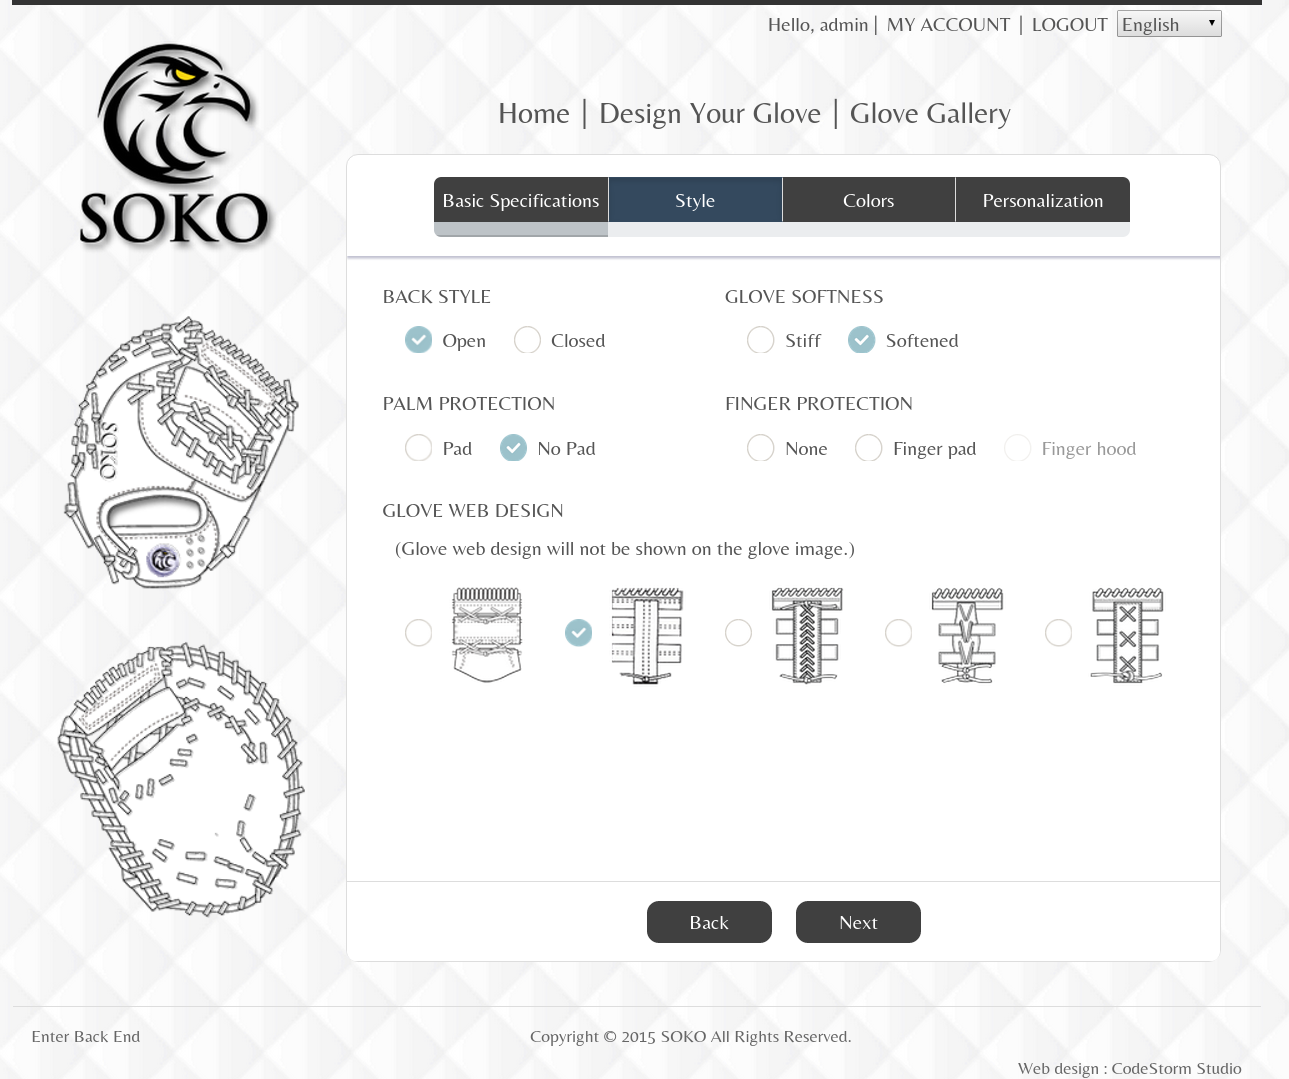 Hello, admin | MY ACCOUNT | LOGOUT English
SOKO
Home | Design Your Glove | Glove Gallery
Basic Specifications Style Colors Personalization
BACK STYLE GLOVE SOFTNESS
Open Closed Stiff Softened
PALM PROTECTION FINGER PROTECTION
Pad No Pad None Finger pad Finger hood
SOKO
GLOVE WEB DESIGN
(Glove web design will not be shown on the glove image.)
Back Next
Enter Back End Copyright © 2015 SOKO All Rights Reserved.
Web design : CodeStorm Studio